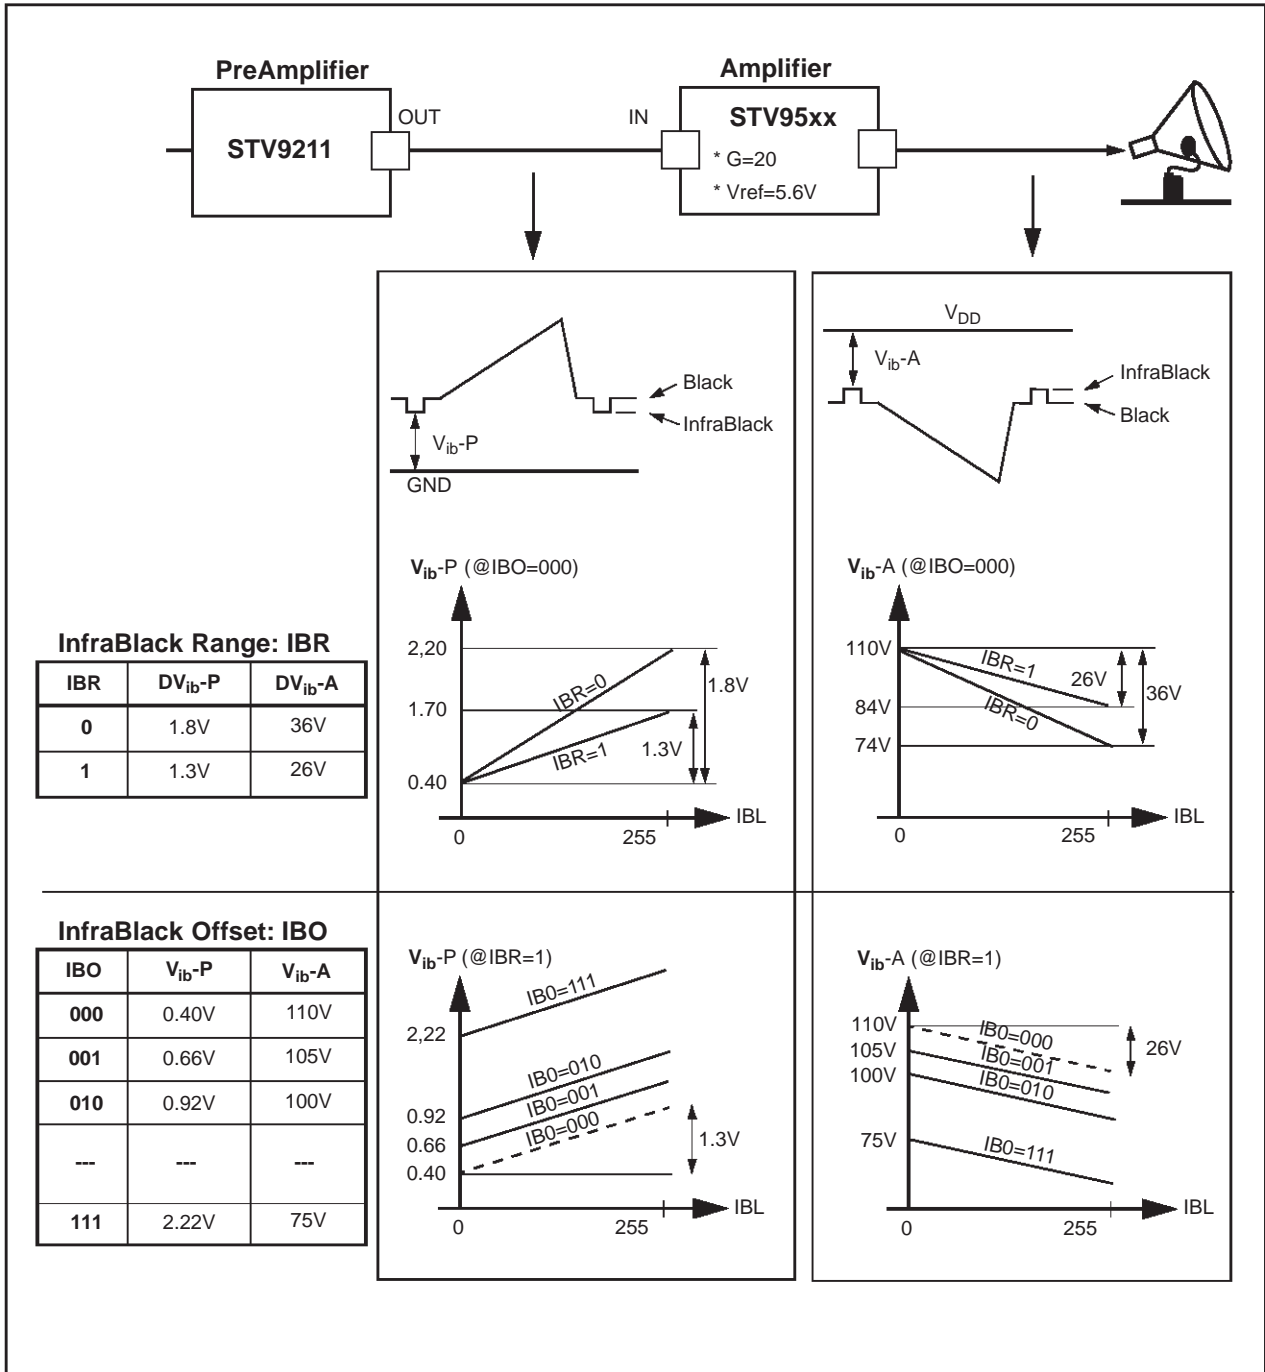 PreAmplifier
Amplifier
STV9211
OUT
IN
STV95xx
* G=20
* Vref=5.6V
Black
InfraBlack
Vib-P
GND
VDD
Vib-A
InfraBlack
Black
InfraBlack Range: IBR
IBR DVib-P DVib-A
0 1.8V 36V
1 1.3V 26V
Vib-P (@IBO=000)
2,20
1.70
0.40
IBR=0
IBR=1
1.8V
1.3V
0
255
IBL
Vib-A (@IBO=000)
110V
84V
74V
IBR=1
IBR=0
26V
36V
0
255
IBL
InfraBlack Offset: IBO
IBO Vib-P Vib-A
000 0.40V 110V
001 0.66V 105V
010 0.92V 100V
--- --- ---
111 2.22V 75V
Vib-P (@IBR=1)
2,22
0.92
0.66
0.40
IB0=111
IB0=010
IB0=001
IB0=000
1.3V
0
255
IBL
Vib-A (@IBR=1)
110V
105V
100V
75V
IB0=000
IB0=001
IB0=010
IB0=111
26V
0
255
IBL